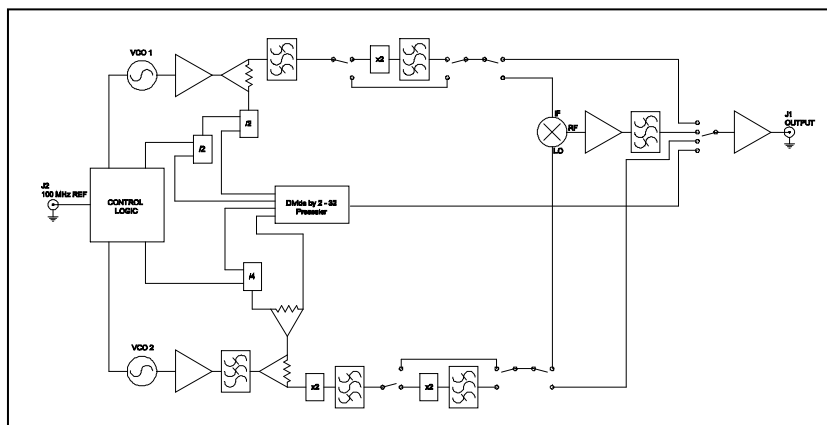 VCO 1
x2
J1
OUTPUT
IF
RF
LO
/2
/2
J2
100 MHz REF
CONTROL
LOGIC
Divide by 2 - 32
Prescaler
/4
VCO 2
x2
x2